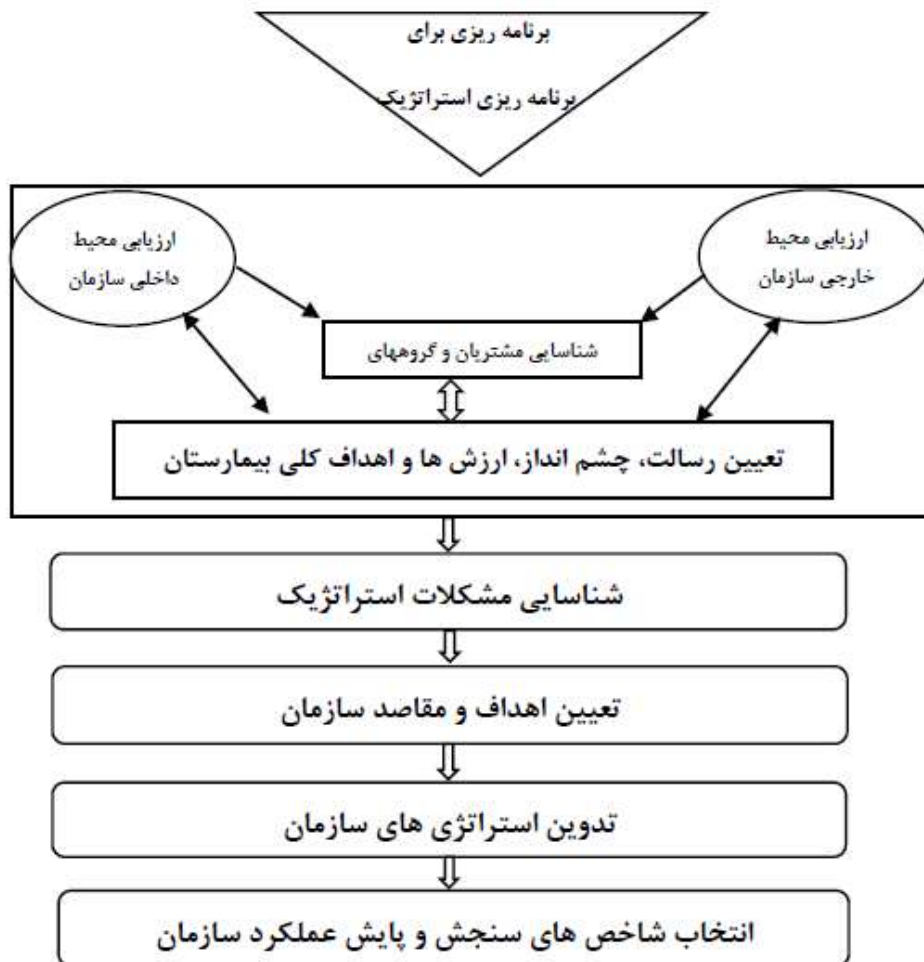 برنامه ریزی برای
برنامه ریزی استراتژیک
ارزیابی محیط
خارجی سازمان
ارزیابی محیط
داخلی سازمان
شناسایی مشتریان و گروههای
تعیین رسالت، چشم انداز، ارزش ها و اهداف کلی بیمارستان
شناسایی مشکلات استراتژیک
تعیین اهداف و مقاصد سازمان
تدوین استراتژی های سازمان
انتخاب شاخص های سنجش و پایش عملکرد سازمان